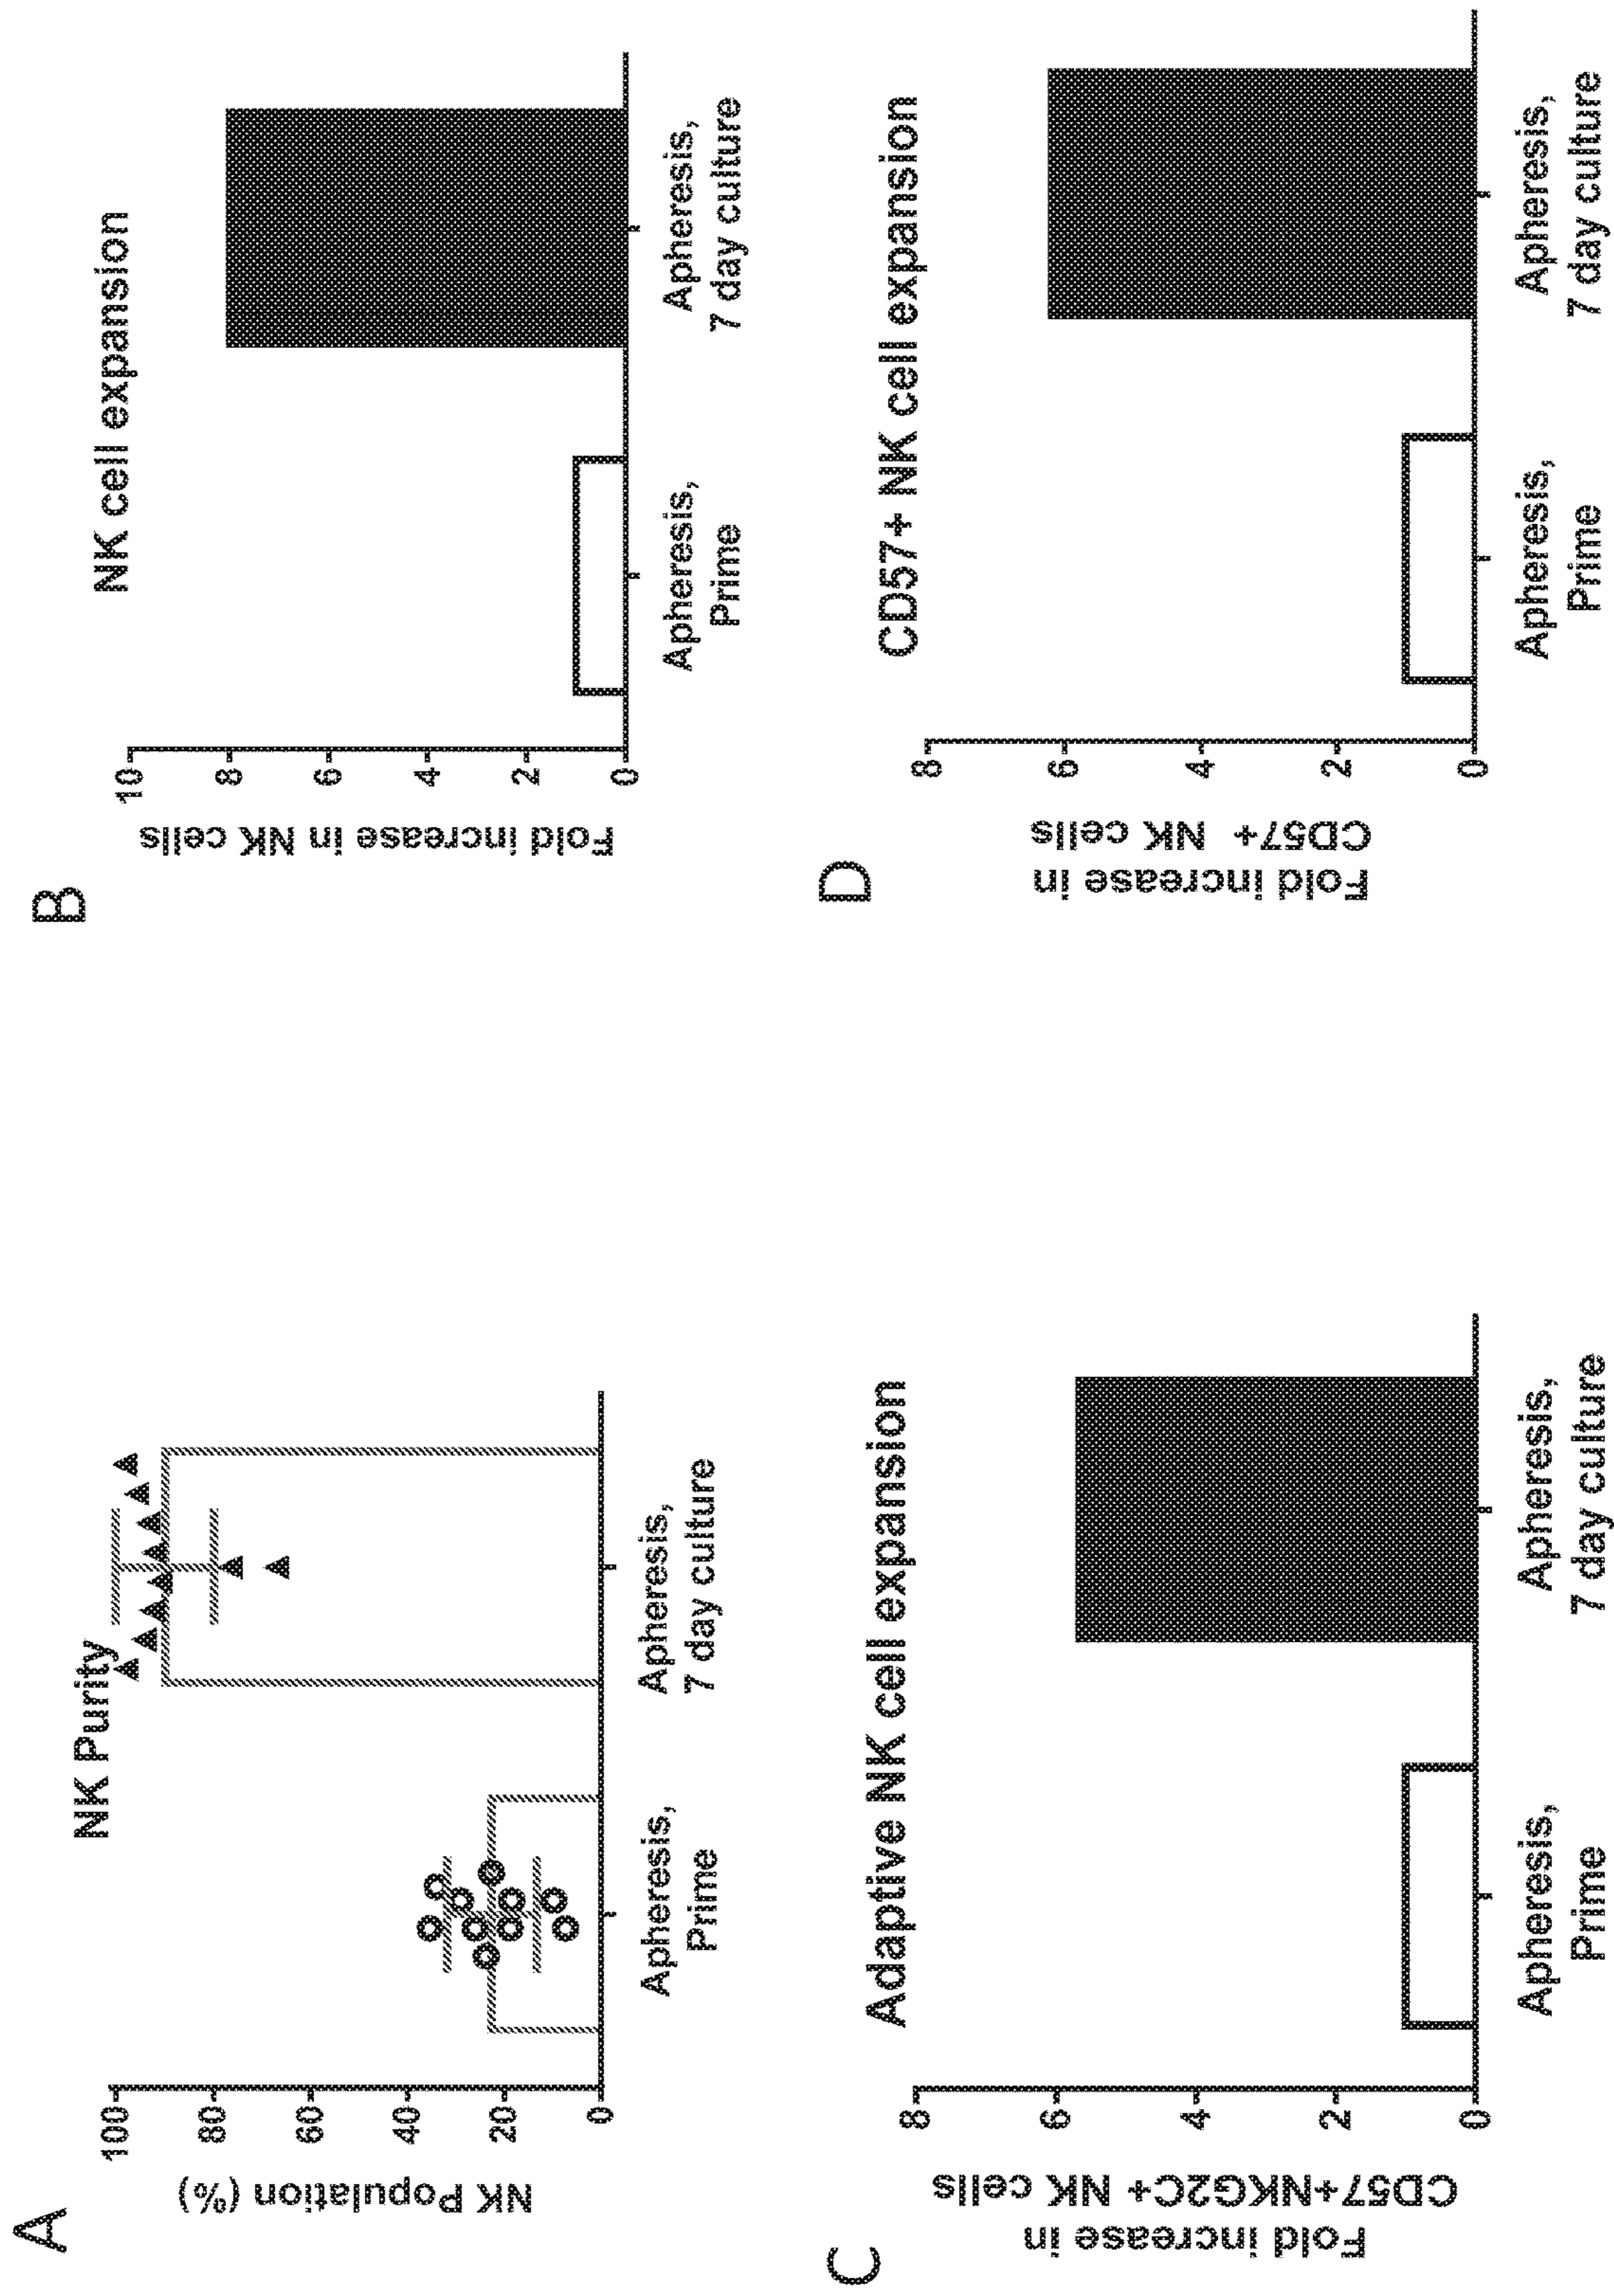 A
NK Purity
NK Population (%)
100
80
60
40
20
0
Apheresis,
Prime
Apheresis,
7 day culture
B
NK cell expansion
Fold increase in NK cells
10
8
6
4
2
0
Apheresis,
Prime
Apheresis,
7 day culture
C
Adaptive NK cell expansion
Fold increase in
CD57+NKG2C+ NK cells
8
6
4
2
0
Apheresis,
Prime
Apheresis,
7 day culture
D
CD57+ NK cell expansion
Fold increase in
CD57+ NK cells
8
6
4
2
0
Apheresis,
Prime
Apheresis,
7 day culture